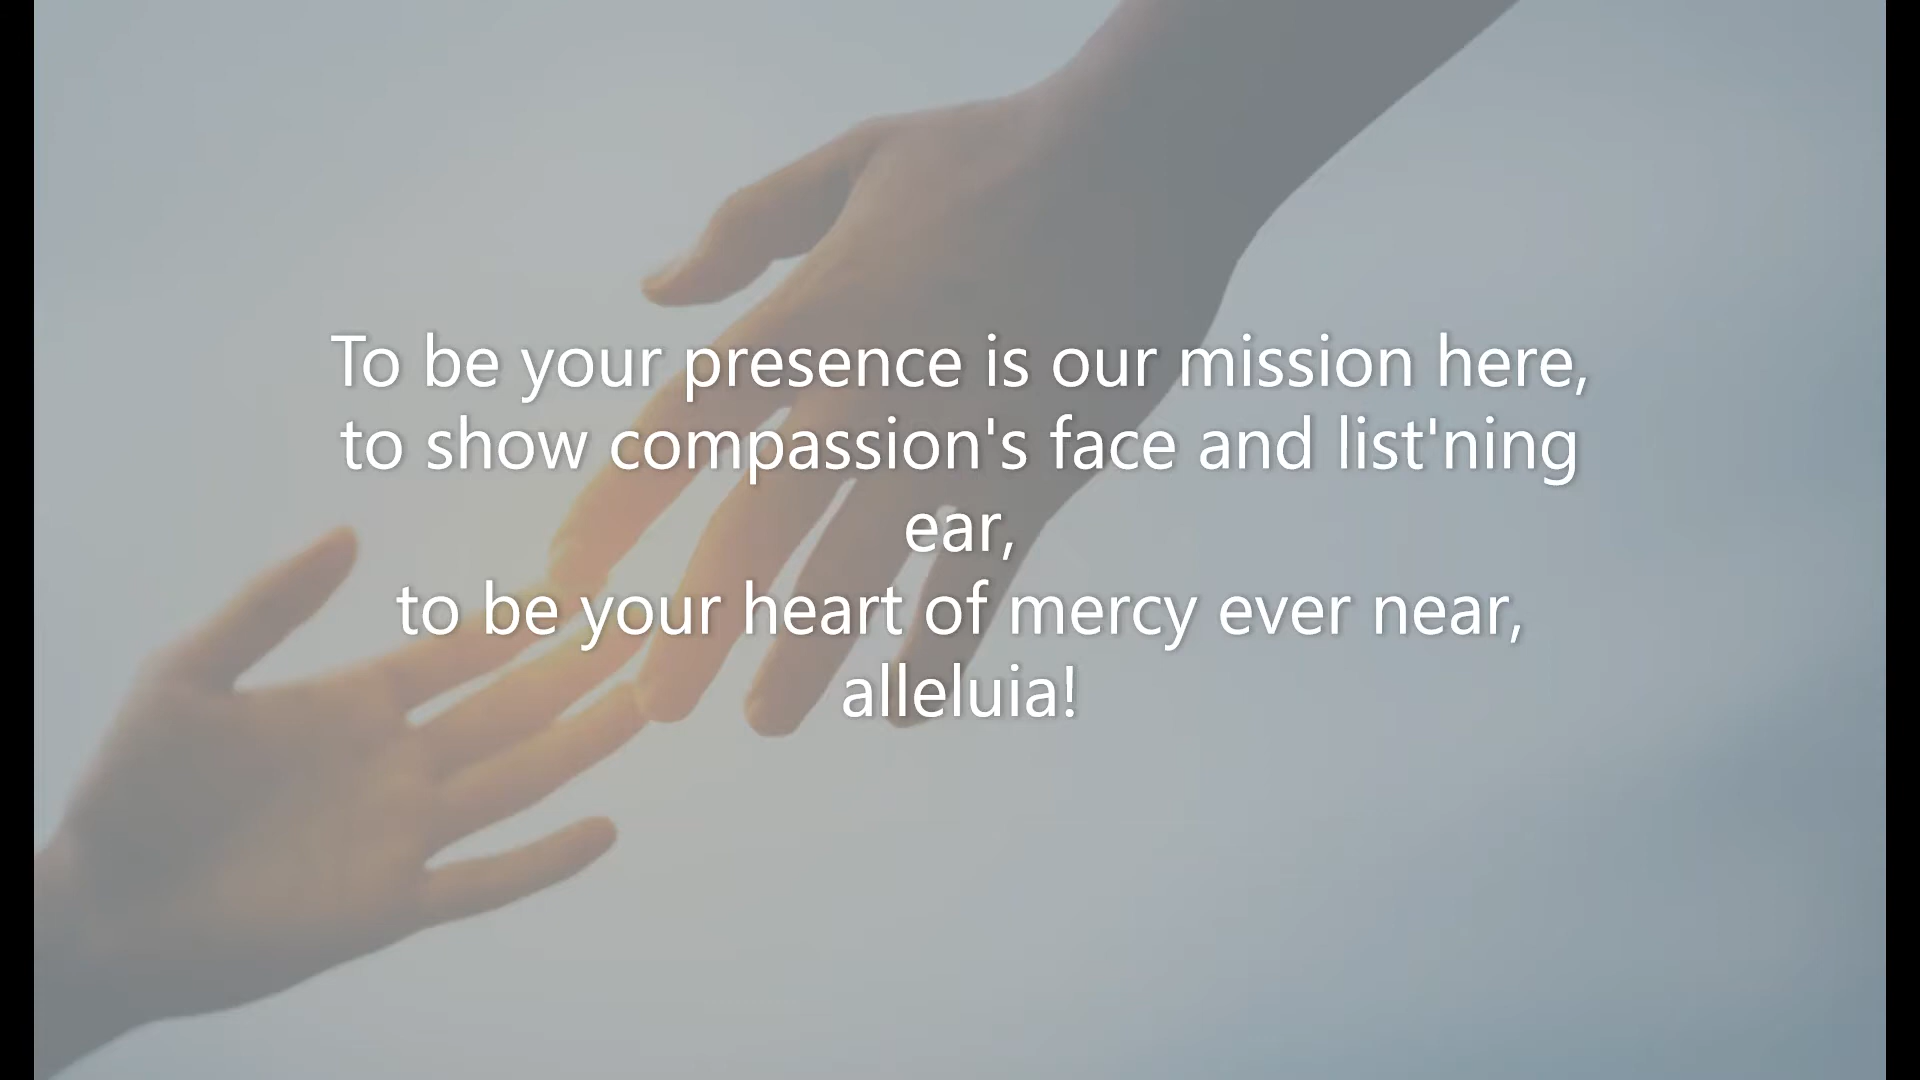 To be your presence is our mission here,
to show compassion's face and list'ning
ear,
to be your heart of mercy ever near,
alleluia!